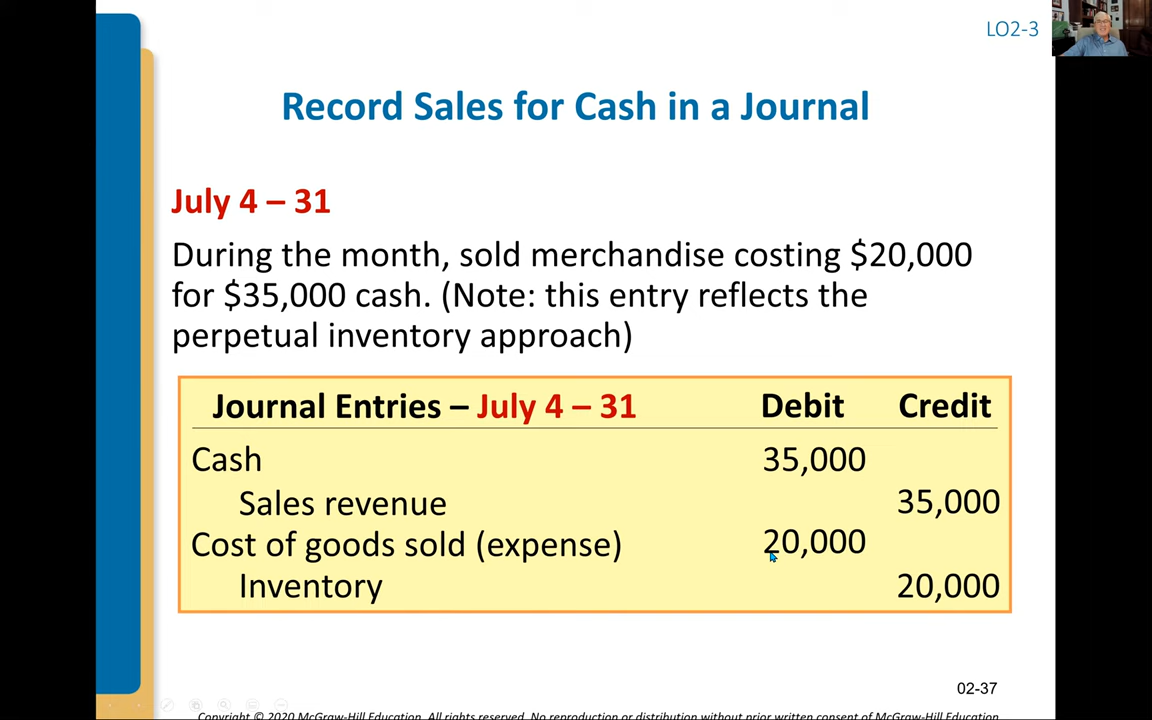 LO2-3
Record Sales for Cash in a Journal
July 4 – 31
During the month, sold merchandise costing $20,000
for $35,000 cash. (Note: this entry reflects the
perpetual inventory approach)
Journal Entries – July 4 – 31 Debit Credit
Cash 35,000
Sales revenue 35,000
Cost of goods sold (expense) 20,000
Inventory 20,000
02-37
Copyright © 2020 McGraw-Hill Education. All rights reserved. No reproduction or distribution without prior written consent of McGraw-Hill Education